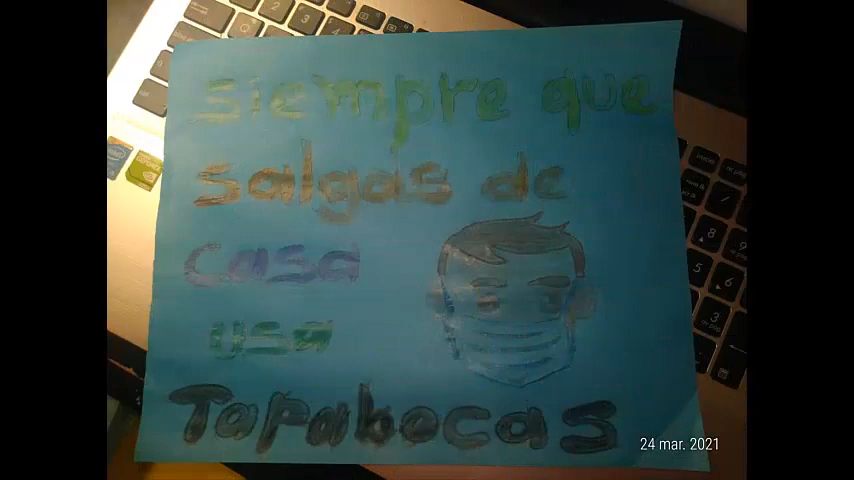 siempre que
salgas de
casa
usa
Tapabocas
24 mar. 2021